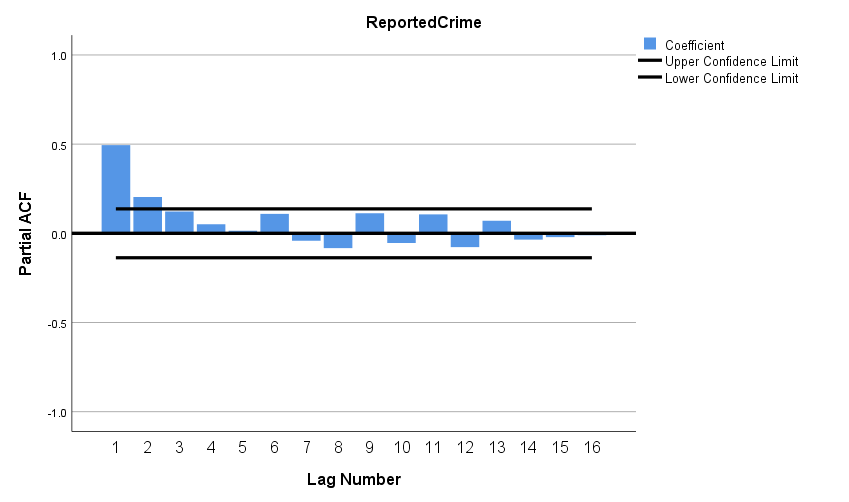 ReportedCrime
Coefficient
Upper Confidence Limit
Lower Confidence Limit
1.0
0.5
0.0
-0.5
-1.0
Partial ACF
1 2 3 4 5 6 7 8 9 10 11 12 13 14 15 16
Lag Number